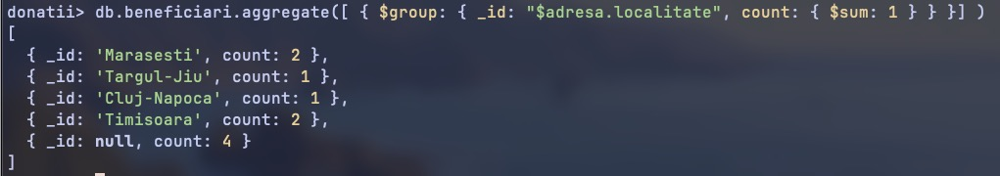 donatii> db.beneficiari.aggregate([ { $group: { _id: "$adresa.localitate", count: { $sum: 1 } } }] )
[
  { _id: 'Marasesti', count: 2 },
  { _id: 'Targul-Jiu', count: 1 },
  { _id: 'Cluj-Napoca', count: 1 },
  { _id: 'Timisoara', count: 2 },
  { _id: null, count: 4 }
]